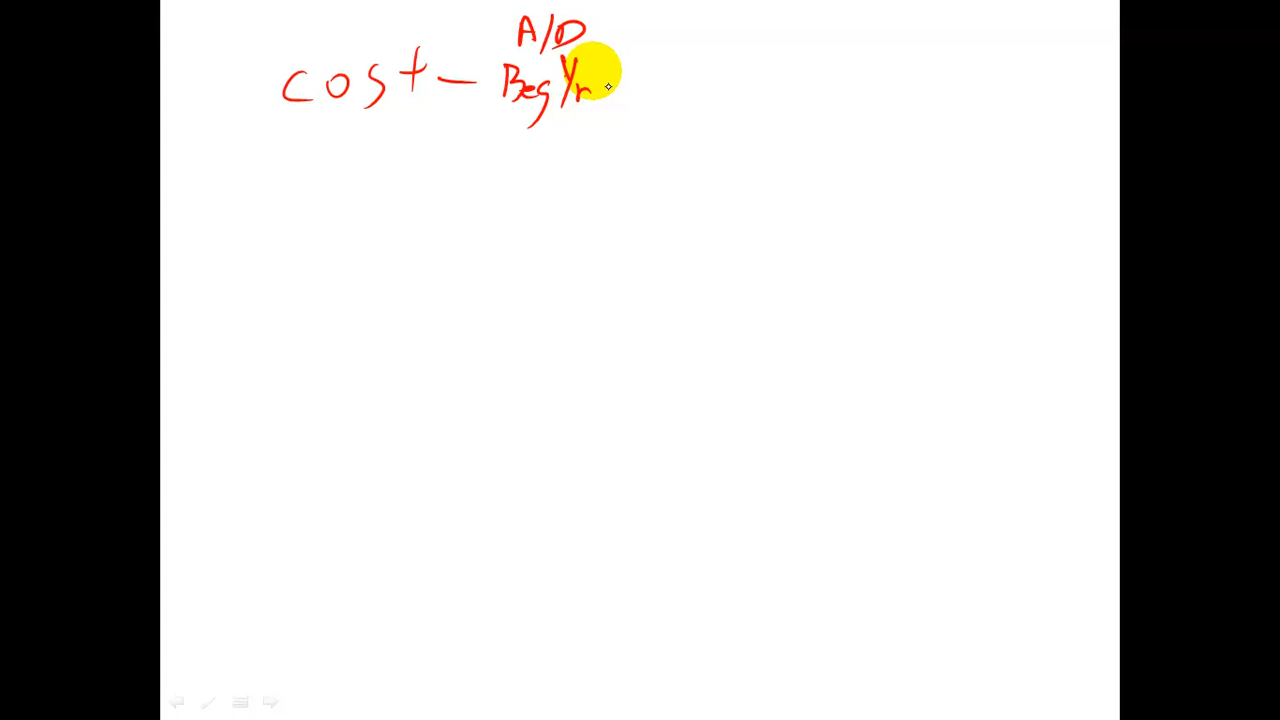 A/D
cost – Beg Yr